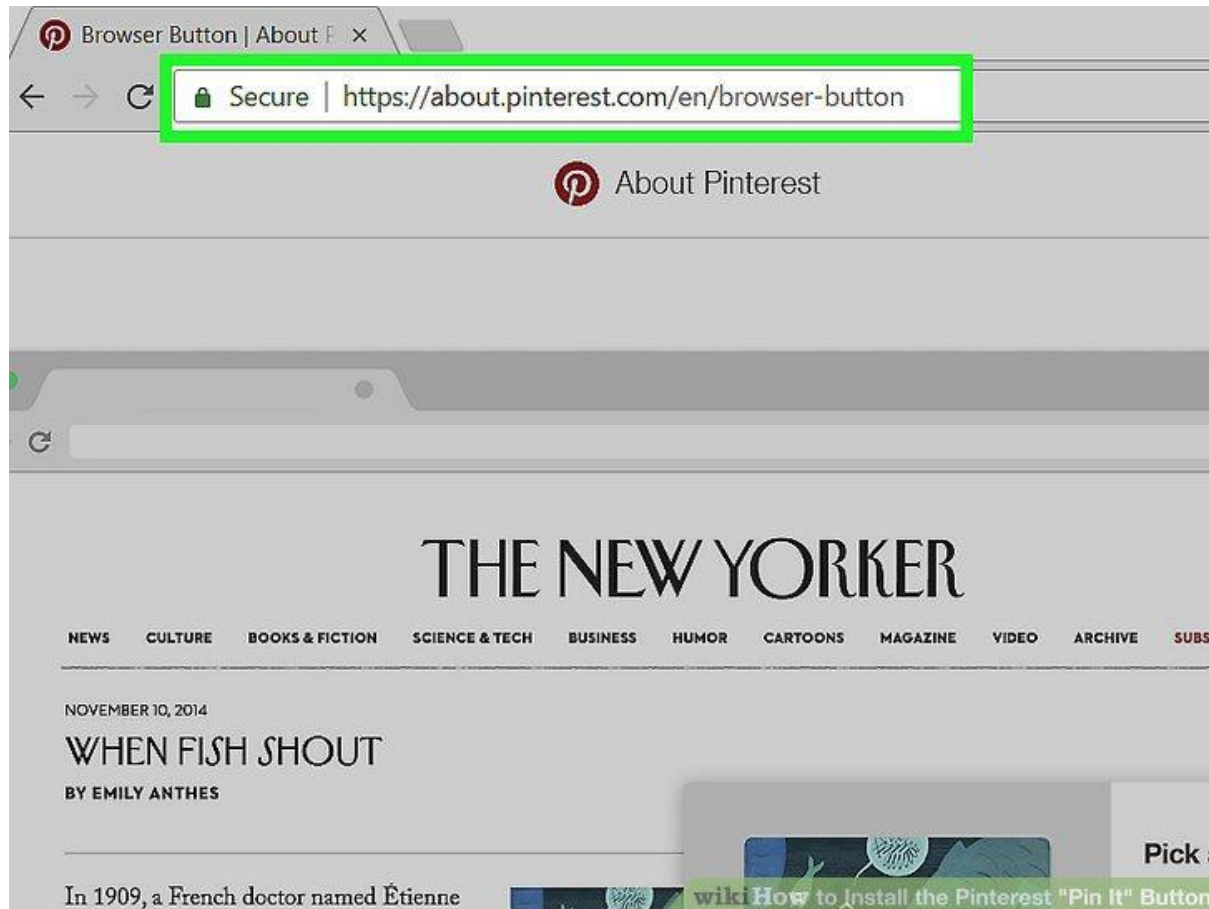 Browser Button | About
Secure | https://about.pinterest.com/en/browser-button
About Pinterest
THE NEW YORKER
NEWS CULTURE BOOKS & FICTION SCIENCE & TECH BUSINESS HUMOR CARTOONS MAGAZINE VIDEO ARCHIVE SUBS
NOVEMBER 10, 2014
WHEN FISH SHOUT
BY EMILY ANTHES
Pick
In 1909, a French doctor named Étienne
wikiHow to Install the Pinterest "Pin It" Button